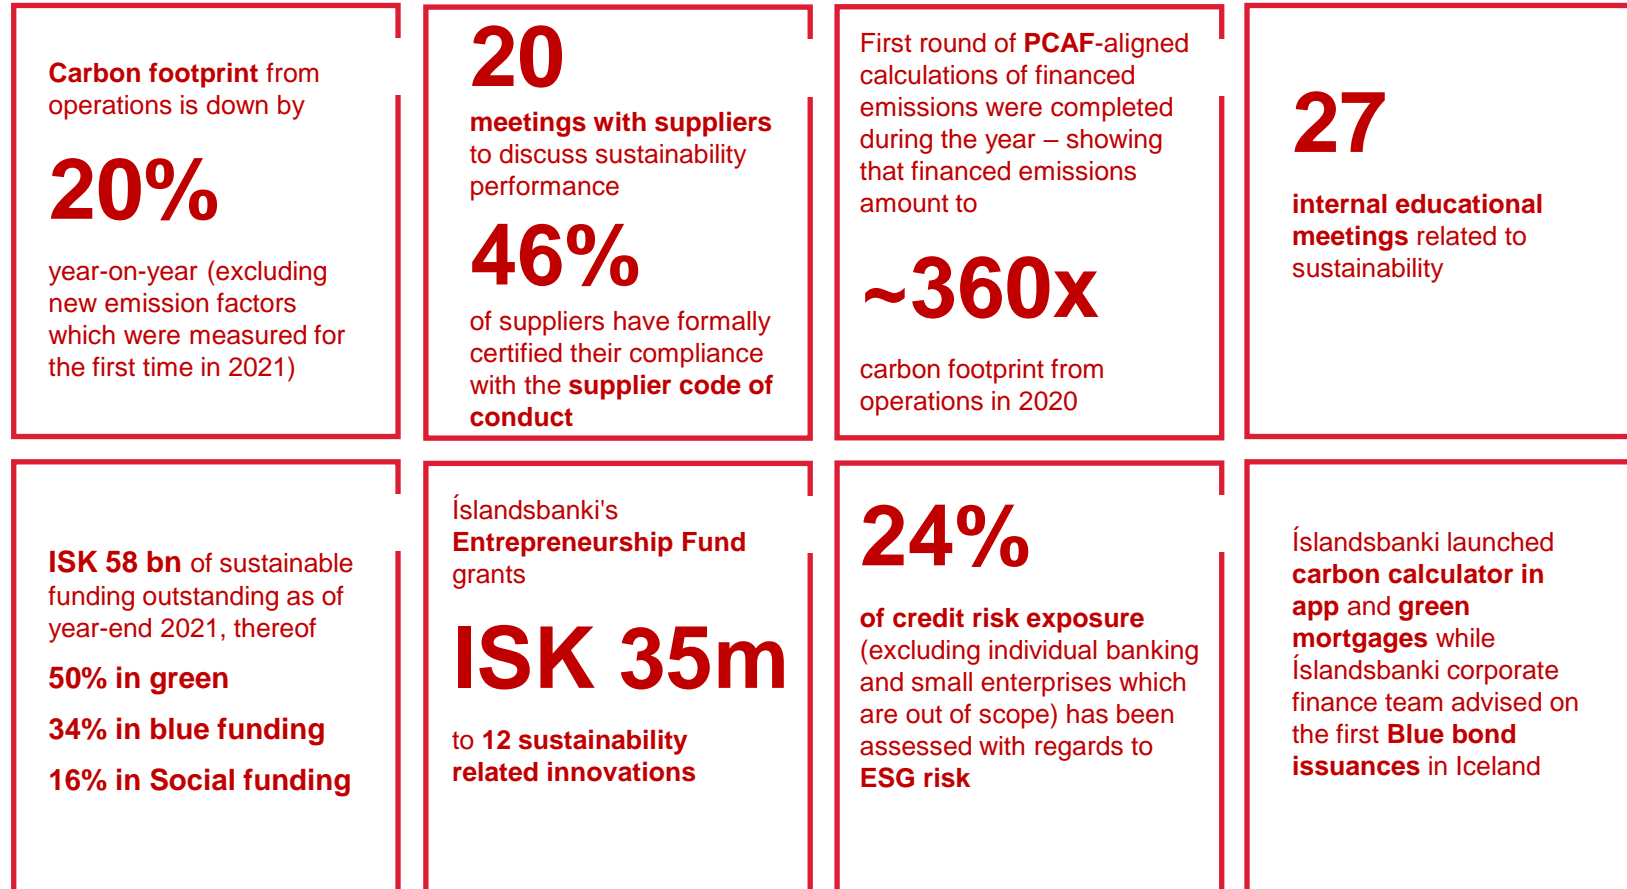 Carbon footprint from
operations is down by
20%
year-on-year (excluding
new emission factors
which were measured for
the first time in 2021)
20
meetings with suppliers
to discuss sustainability
performance
46%
of suppliers have formally
certified their compliance
with the supplier code of
conduct
First round of PCAF-aligned
calculations of financed
emissions were completed
during the year – showing
that financed emissions
amount to
~360x
carbon footprint from
operations in 2020
27
internal educational
meetings related to
sustainability
ISK 58 bn of sustainable
funding outstanding as of
year-end 2021, thereof
50% in green
34% in blue funding
16% in Social funding
Íslandsbanki's
Entrepreneurship Fund
grants
ISK 35m
to 12 sustainability
related innovations
24%
of credit risk exposure
(excluding individual banking
and small enterprises which
are out of scope) has been
assessed with regards to
ESG risk
Íslandsbanki launched
carbon calculator in
app and green
mortgages while
Íslandsbanki corporate
finance team advised on
the first Blue bond
issuances in Iceland